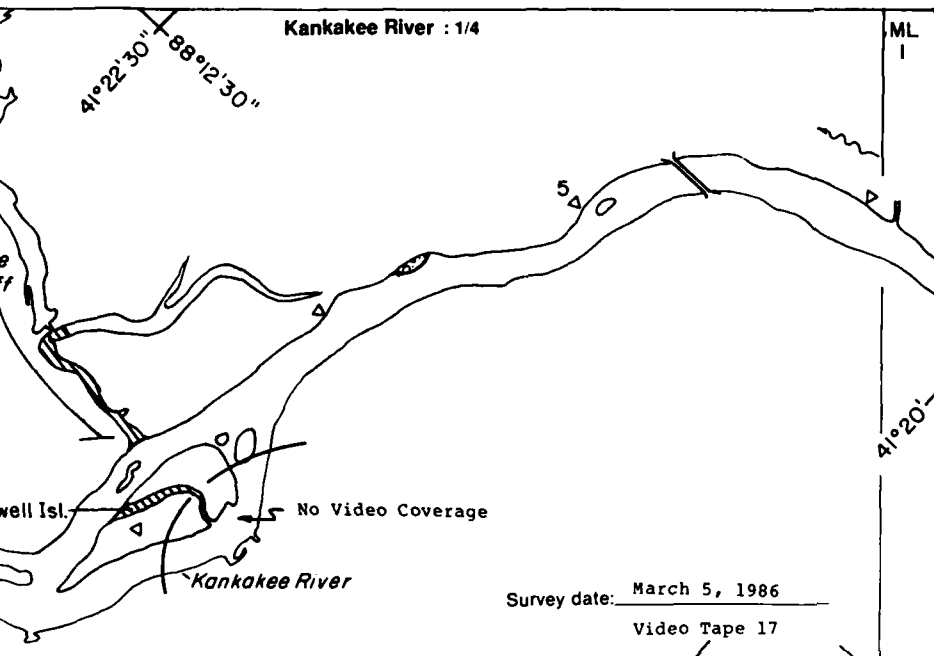 Kankakee River : 1/4
ML
41°22'30"
88°12'30"
5
41°20'
well Isl.
No Video Coverage
Kankakee River
Survey date: March 5, 1986
Video Tape 17